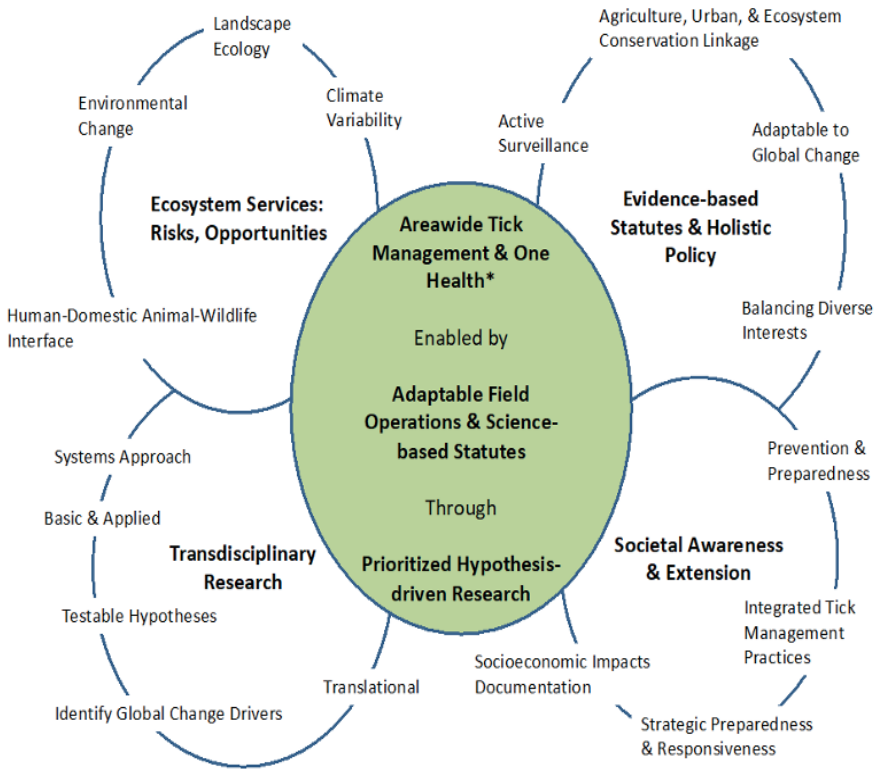 Landscape
Ecology
Environmental
Change
Climate
Variability
Ecosystem Services:
Risks, Opportunities
Human-Domestic Animal-Wildlife
Interface
Agriculture, Urban, & Ecosystem
Conservation Linkage
Active
Surveillance
Adaptable to
Global Change
Evidence-based
Statutes & Holistic
Policy
Balancing Diverse
Interests
Areawide Tick
Management & One
Health*
Enabled by
Adaptable Field
Operations & Science-
based Statutes
Through
Prioritized Hypothesis-
driven Research
Systems Approach
Basic & Applied
Transdisciplinary
Research
Testable Hypotheses
Identify Global Change Drivers
Translational
Prevention &
Preparedness
Societal Awareness
& Extension
Integrated Tick
Management
Practices
Socioeconomic Impacts
Documentation
Strategic Preparedness
& Responsiveness